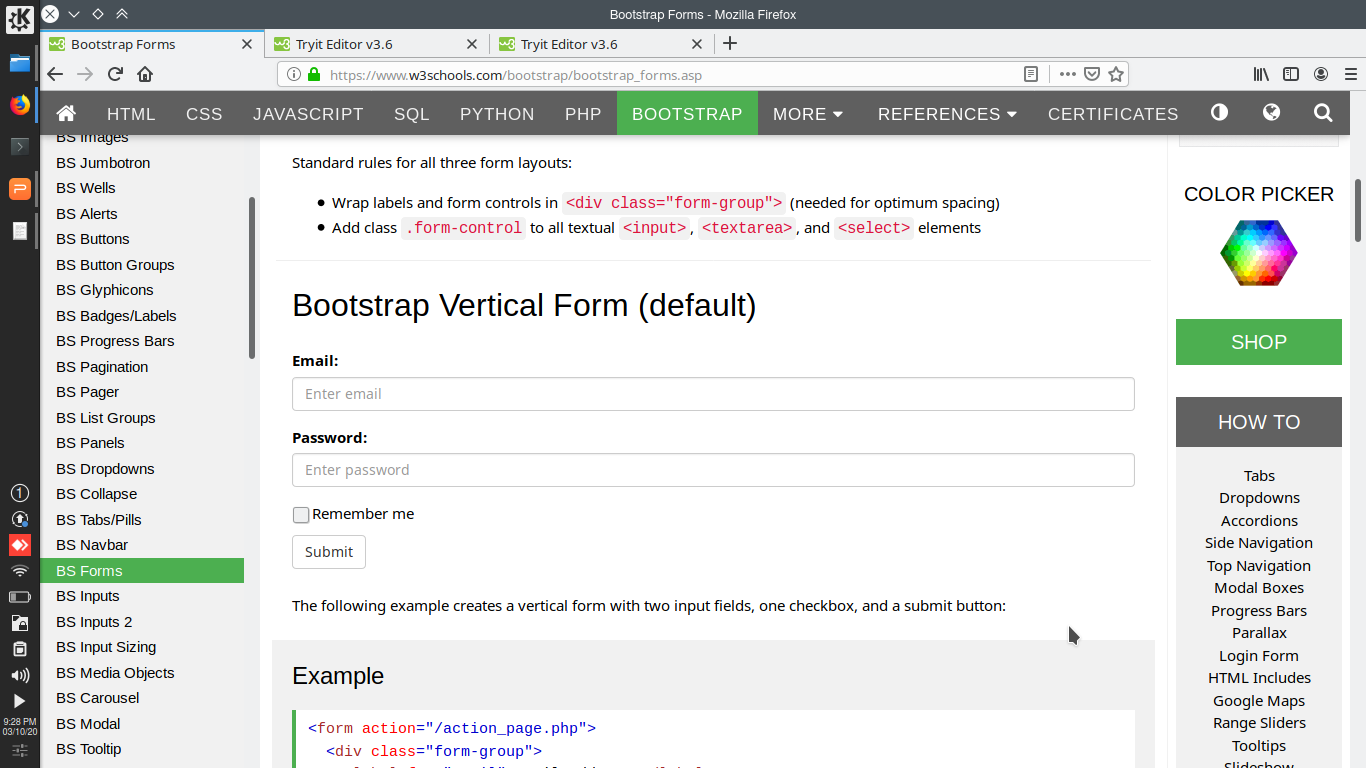 Bootstrap Forms - Mozilla Firefox
Bootstrap Forms
Tryit Editor v3.6
Tryit Editor v3.6
https://www.w3schools.com/bootstrap/bootstrap_forms.asp
HTML CSS JAVASCRIPT SQL PYTHON PHP BOOTSTRAP MORE REFERENCES CERTIFICATES
BS Images
BS Jumbotron
BS Wells
BS Alerts
BS Buttons
BS Button Groups
BS Glyphicons
BS Badges/Labels
BS Progress Bars
BS Pagination
BS Pager
BS List Groups
BS Panels
BS Dropdowns
BS Collapse
BS Tabs/Pills
BS Navbar
BS Forms
BS Inputs
BS Inputs 2
BS Input Sizing
BS Media Objects
BS Carousel
BS Modal
BS Tooltip
Standard rules for all three form layouts:
Wrap labels and form controls in <div class="form-group"> (needed for optimum spacing)
Add class .form-control to all textual <input>, <textarea>, and <select> elements
Bootstrap Vertical Form (default)
Email:
Enter email
Password:
Enter password
Remember me
Submit
The following example creates a vertical form with two input fields, one checkbox, and a submit button:
Example
<form action="/action_page.php">
<div class="form-group">
COLOR PICKER
SHOP
HOW TO
Tabs
Dropdowns
Accordions
Side Navigation
Top Navigation
Modal Boxes
Progress Bars
Parallax
Login Form
HTML Includes
Google Maps
Range Sliders
Tooltips
Slideshow
1
9:28 PM
03/10/20